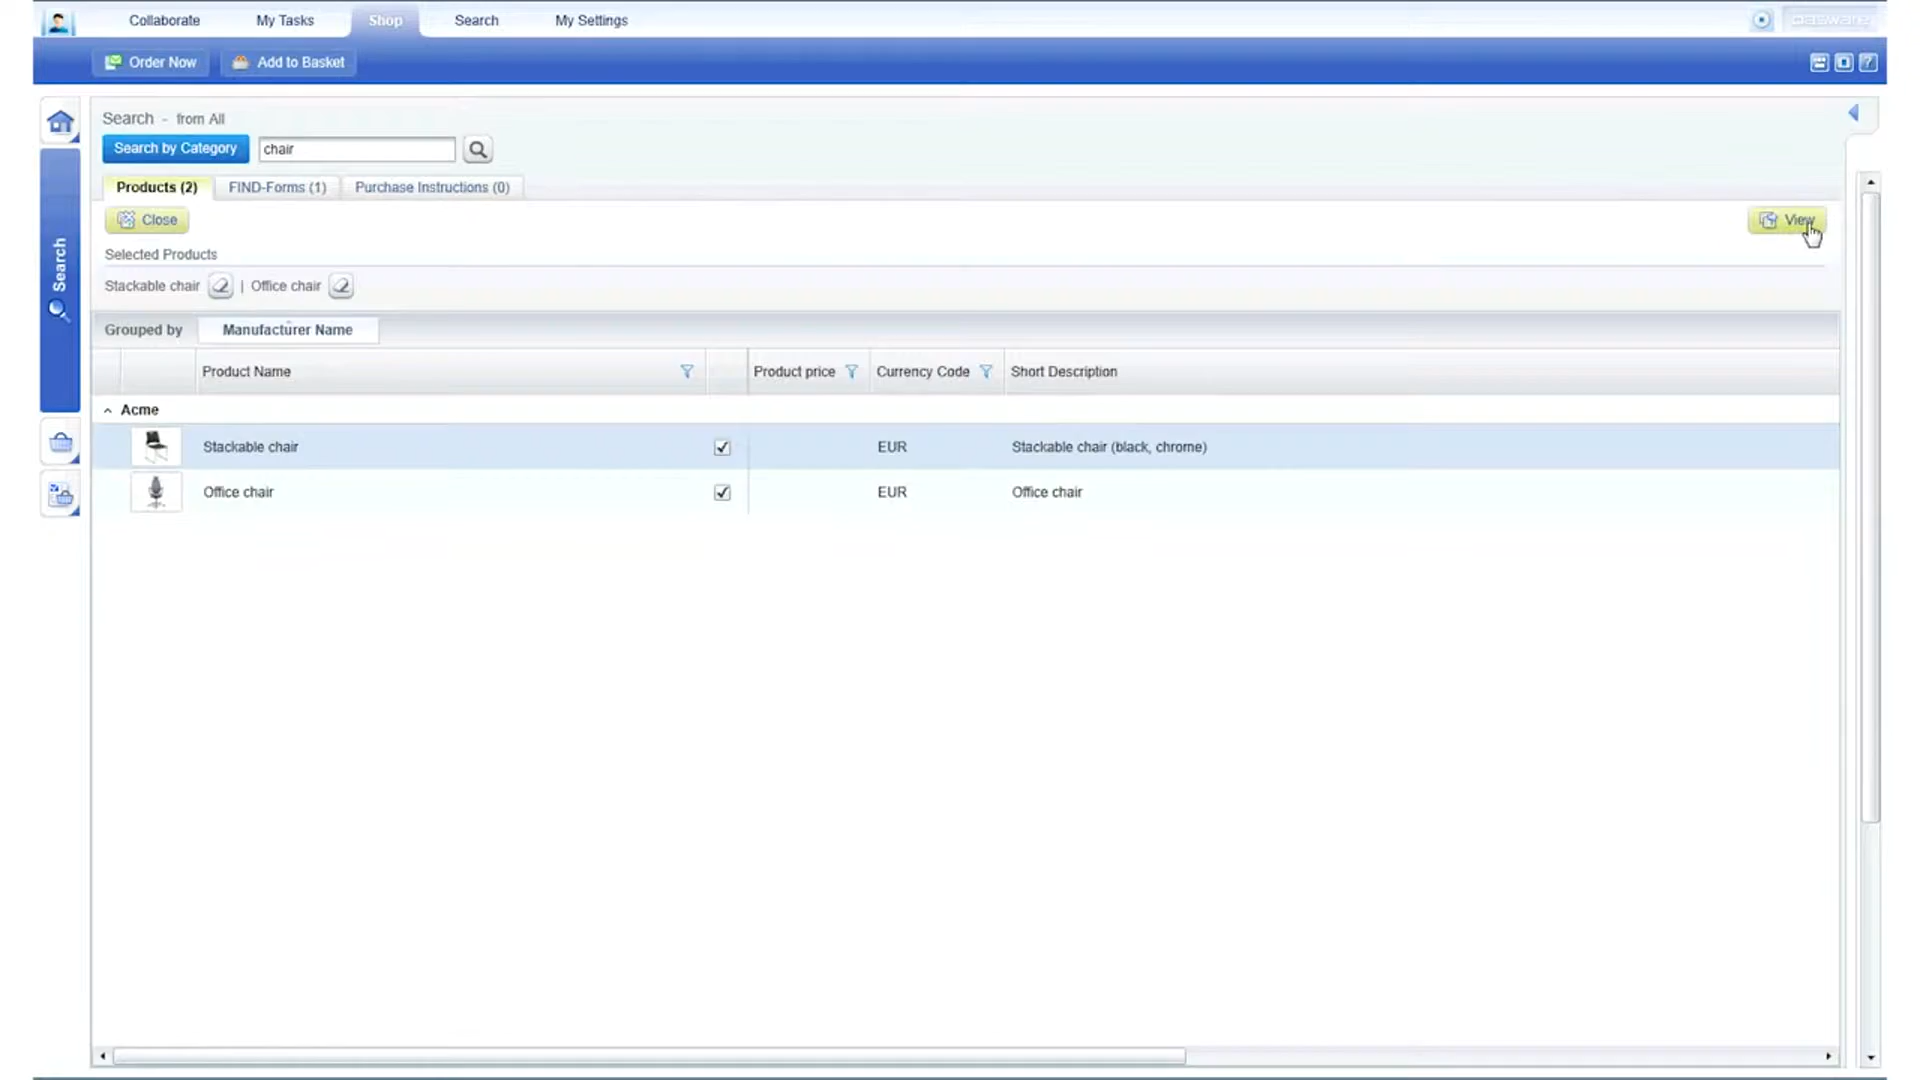 Collaborate My Tasks Shop Search My Settings basware
Order Now Add to Basket
Search - from All
Search by Category chair
Products (2) FIND-Forms (1) Purchase Instructions (0)
Close View
Search
Selected Products
Stackable chair | Office chair
Grouped by Manufacturer Name
Product Name Product price Currency Code Short Description
Acme
Stackable chair EUR Stackable chair (black, chrome)
Office chair EUR Office chair